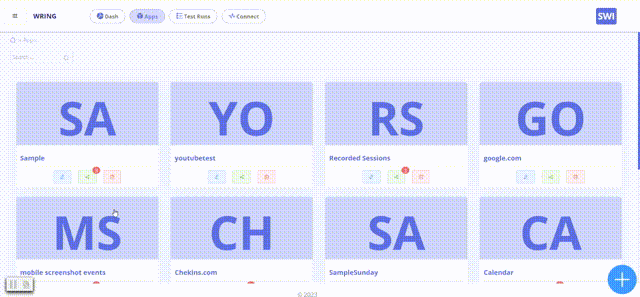 WRING Dash Apps Test Runs Connect SWI
Apps
Search...
SA YO RS GO
Sample youtubetest Recorded Sessions google.com
MS CH SA CA
mobile screenshot events Chekins.com SampleSunday Calendar
© 2023